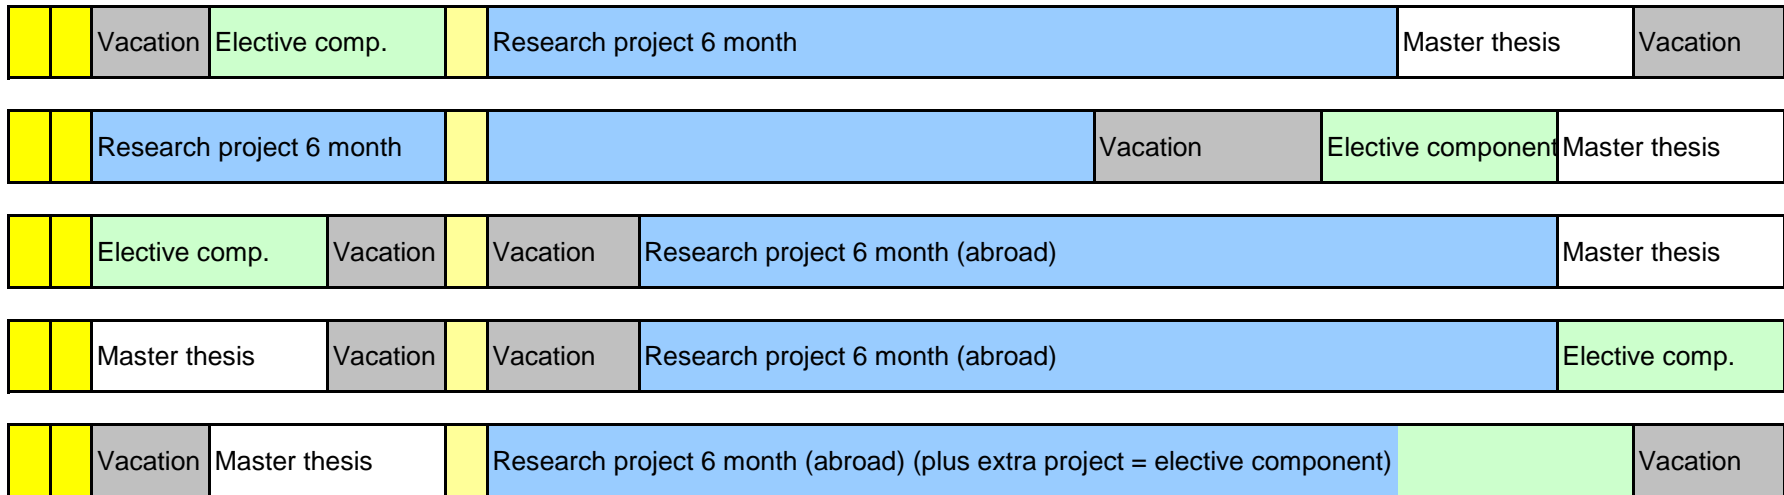 Vacation Elective comp. Research project 6 month Master thesis Vacation
Research project 6 month Vacation Elective component Master thesis
Elective comp. Vacation Vacation Research project 6 month (abroad) Master thesis
Master thesis Vacation Vacation Research project 6 month (abroad) Elective comp.
Vacation Master thesis Research project 6 month (abroad) (plus extra project = elective component) Vacation